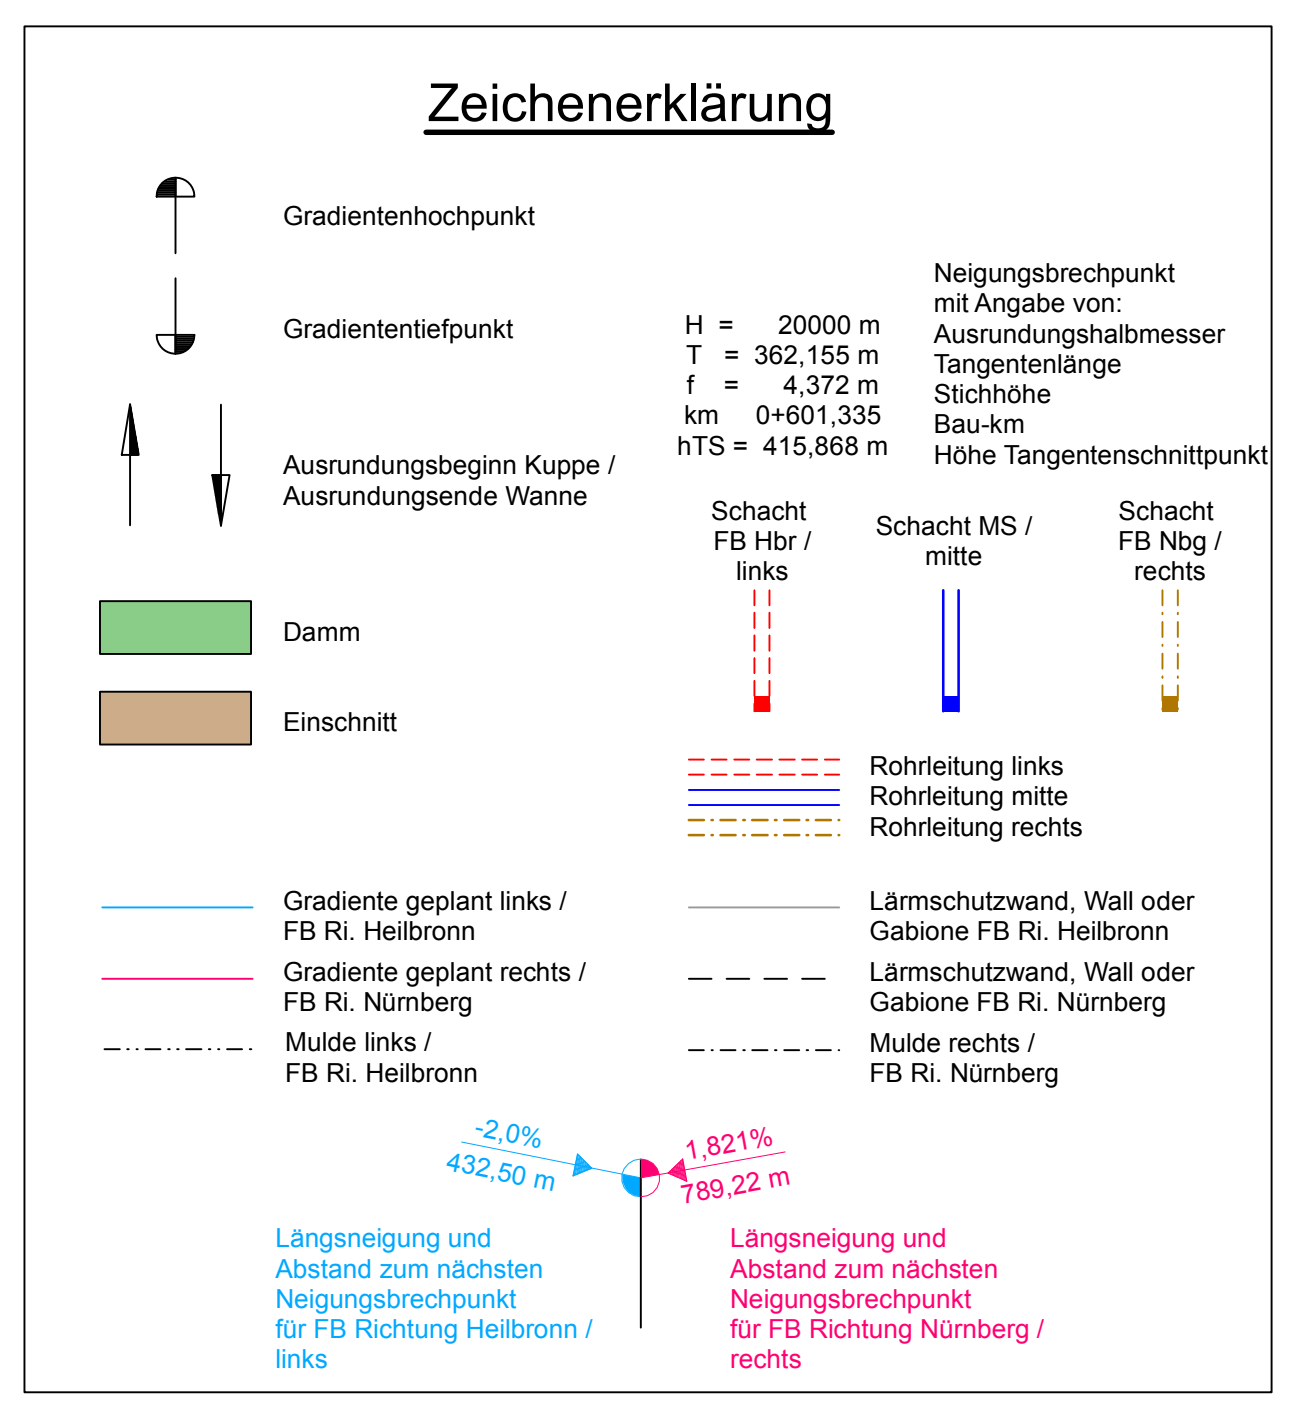 Zeichenerklärung
Gradientenhochpunkt
Gradiententiefpunkt
Ausrundungsbeginn Kuppe /
Ausrundungsende Wanne
Damm
Einschnitt
H = 20000 m
T = 362,155 m
f = 4,372 m
km 0+601,335
hTS = 415,868 m
Neigungsbrechpunkt
mit Angabe von:
Ausrundungshalbmesser
Tangentenlänge
Stichhöhe
Bau-km
Höhe Tangentenschnittpunkt
Schacht
FB Hbr /
links
Schacht MS /
mitte
Schacht
FB Nbg /
rechts
Rohrleitung links
Rohrleitung mitte
Rohrleitung rechts
Gradiente geplant links /
FB Ri. Heilbronn
Gradiente geplant rechts /
FB Ri. Nürnberg
Mulde links /
FB Ri. Heilbronn
Lärmschutzwand, Wall oder
Gabione FB Ri. Heilbronn
Lärmschutzwand, Wall oder
Gabione FB Ri. Nürnberg
Mulde rechts /
FB Ri. Nürnberg
-2,0%
432,50 m
1,821%
789,22 m
Längsneigung und
Abstand zum nächsten
Neigungsbrechpunkt
für FB Richtung Heilbronn /
links
Längsneigung und
Abstand zum nächsten
Neigungsbrechpunkt
für FB Richtung Nürnberg /
rechts